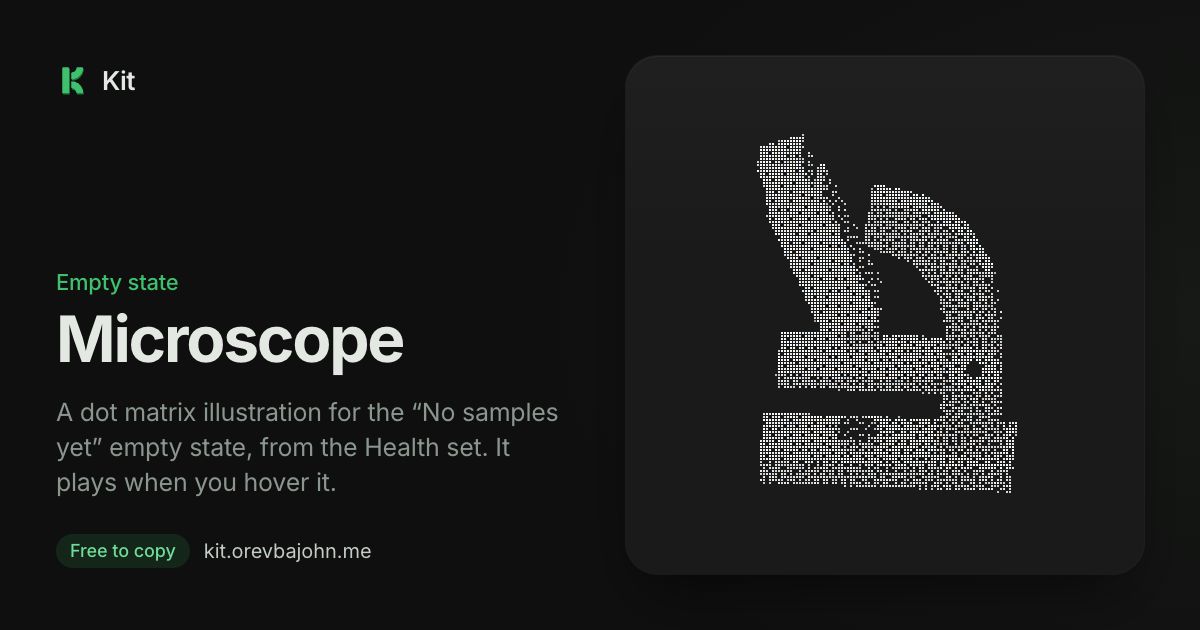 Kit
Empty state
Microscope
A dot matrix illustration for the “No samples
yet” empty state, from the Health set. It
plays when you hover it.
Free to copy
kit.orevbajohn.me